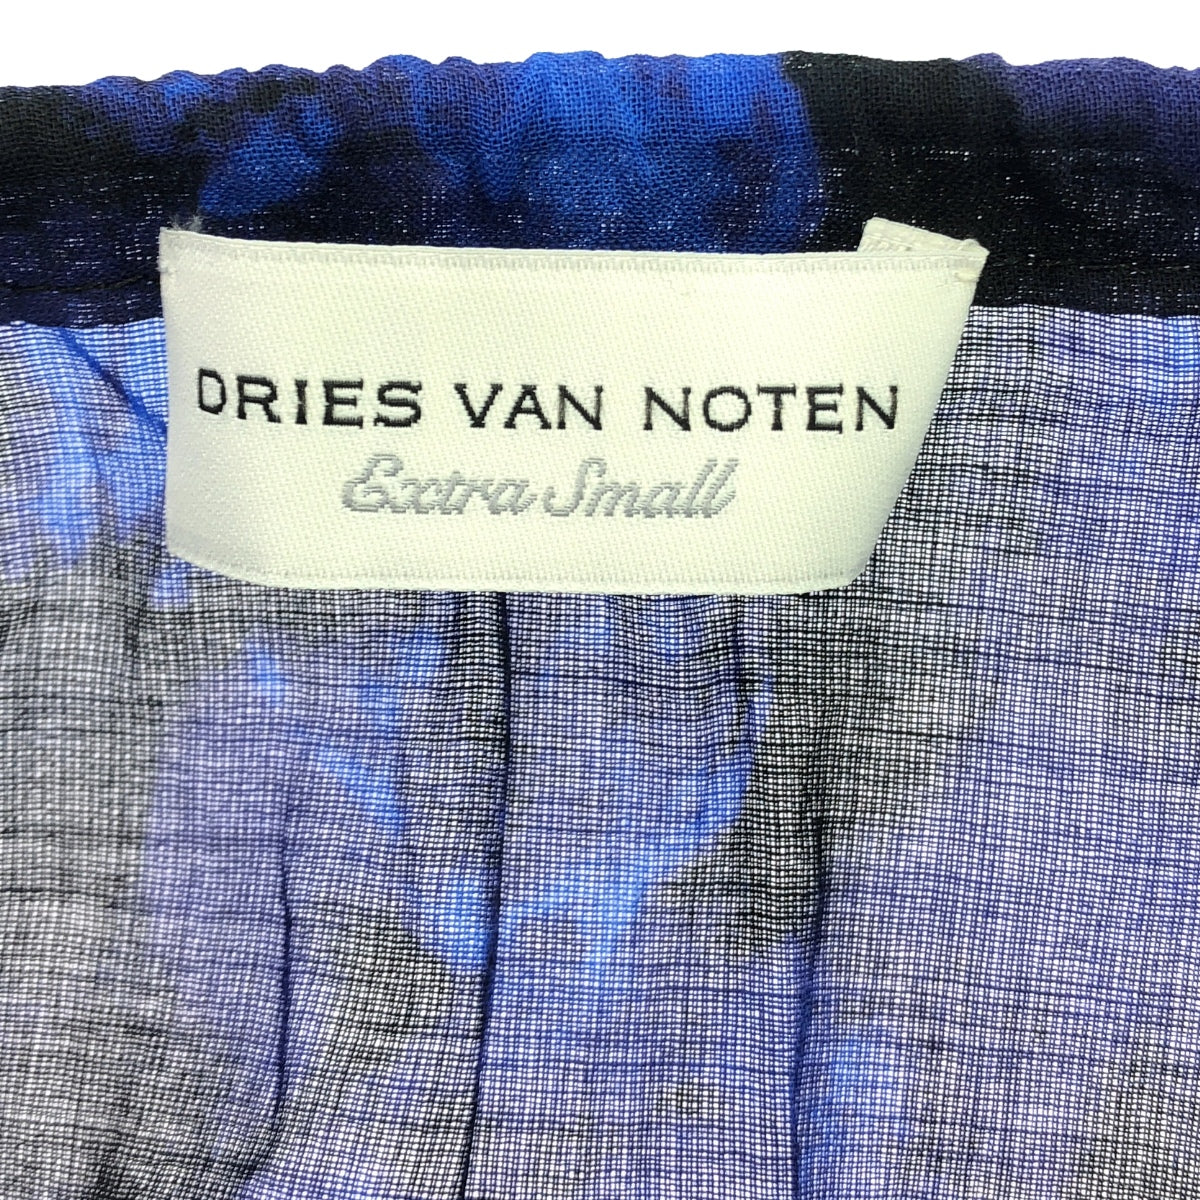 DRIES VAN NOTEN
Extra Small